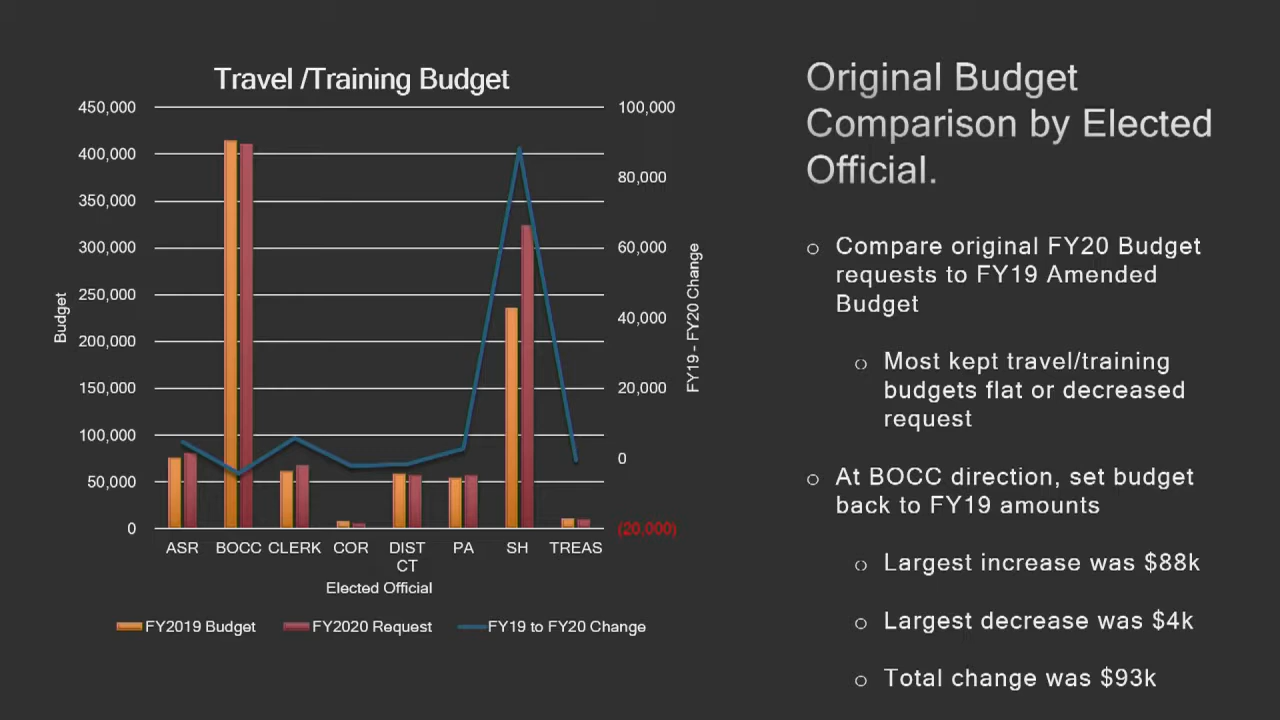 Travel /Training Budget
450,000
400,000
350,000
300,000
250,000
200,000
150,000
100,000
50,000
0
Budget
100,000
80,000
60,000
40,000
20,000
0
(20,000)
FY19 - FY20 Change
ASR BOCC CLERK COR DIST PA SH TREAS
CT
Elected Official
FY2019 Budget FY2020 Request FY19 to FY20 Change
Original Budget
Comparison by Elected
Official.
o Compare original FY20 Budget
requests to FY19 Amended
Budget
o Most kept travel/training
budgets flat or decreased
request
o At BOCC direction, set budget
back to FY19 amounts
o Largest increase was $88k
o Largest decrease was $4k
o Total change was $93k